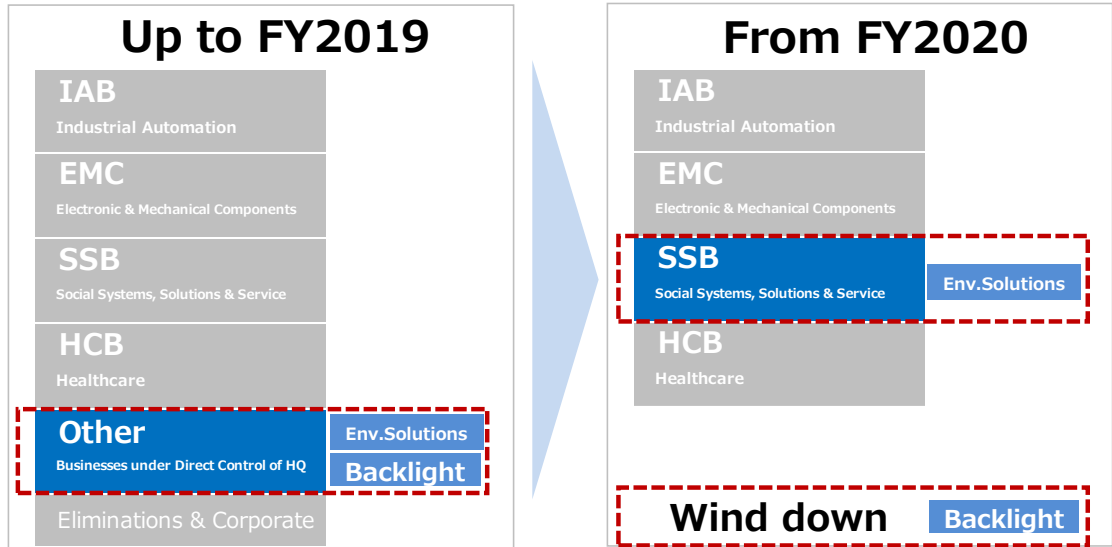 Up to FY2019
IAB
Industrial Automation
EMC
Electronic & Mechanical Components
SSB
Social Systems, Solutions & Service
HCB
Healthcare
Other
Businesses under Direct Control of HQ
Env.Solutions
Backlight
Eliminations & Corporate
From FY2020
IAB
Industrial Automation
EMC
Electronic & Mechanical Components
SSB
Social Systems, Solutions & Service
Env.Solutions
HCB
Healthcare
Wind down
Backlight